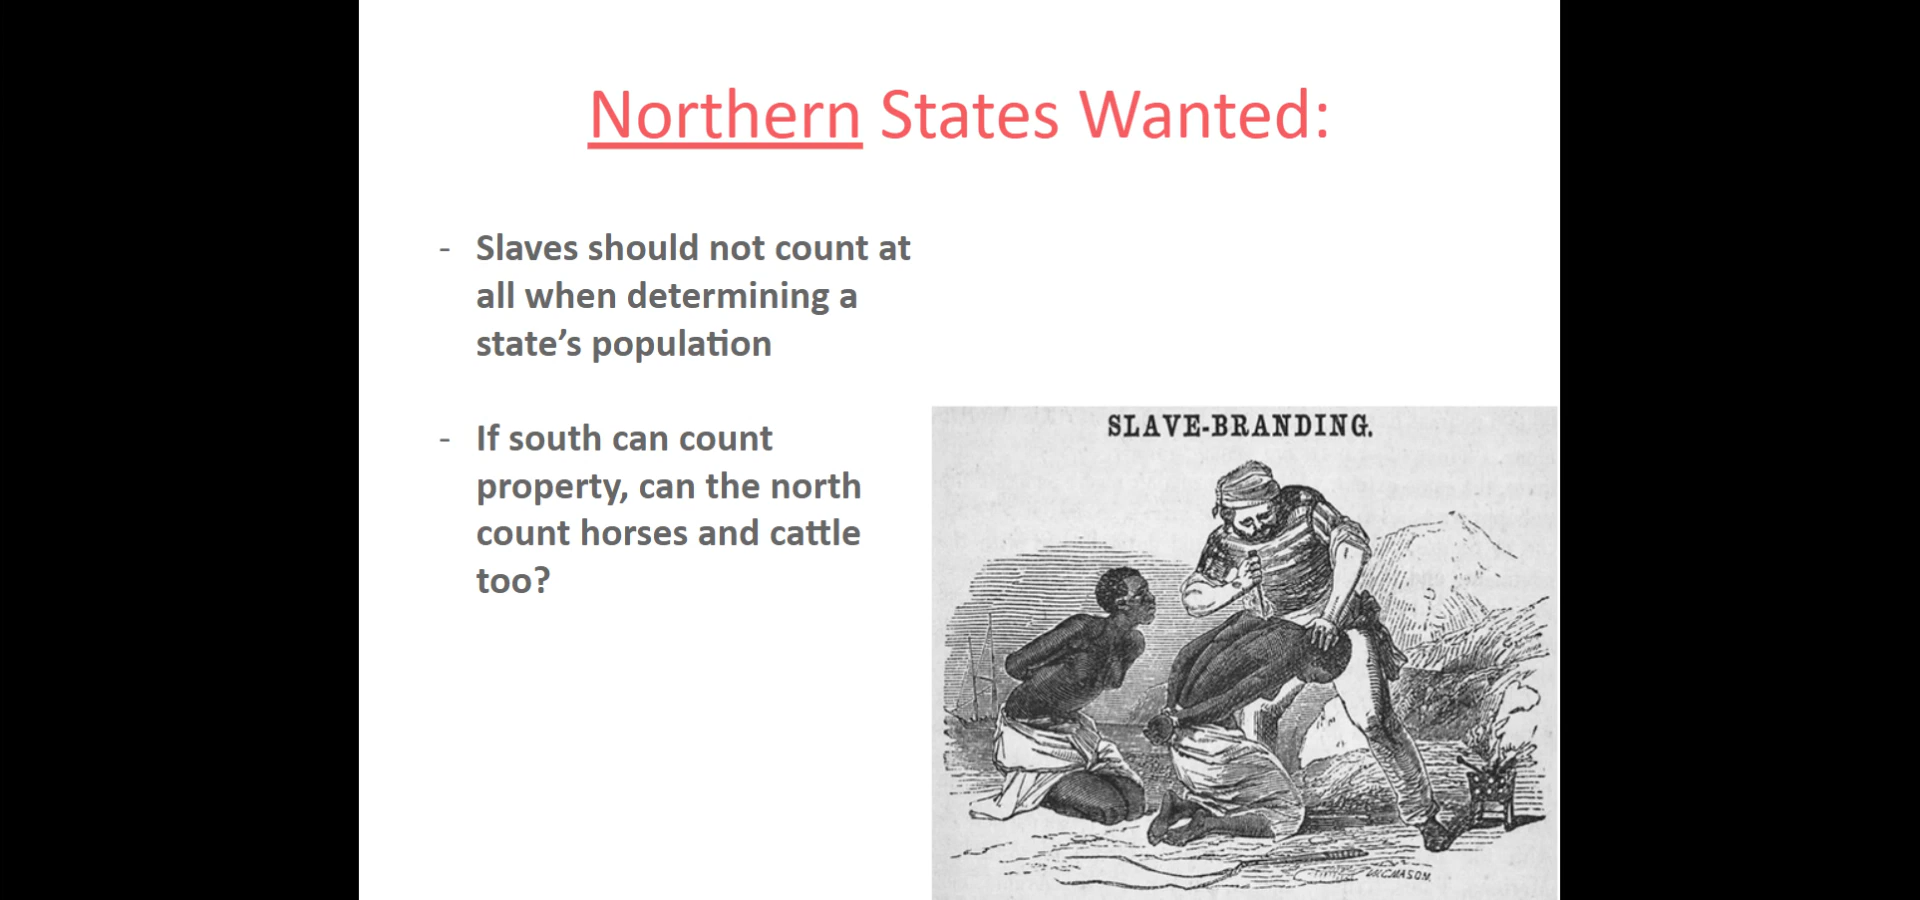 Northern States Wanted:
- Slaves should not count at
all when determining a
state’s population
- If south can count
property, can the north
count horses and cattle
too?
SLAVE-BRANDING.